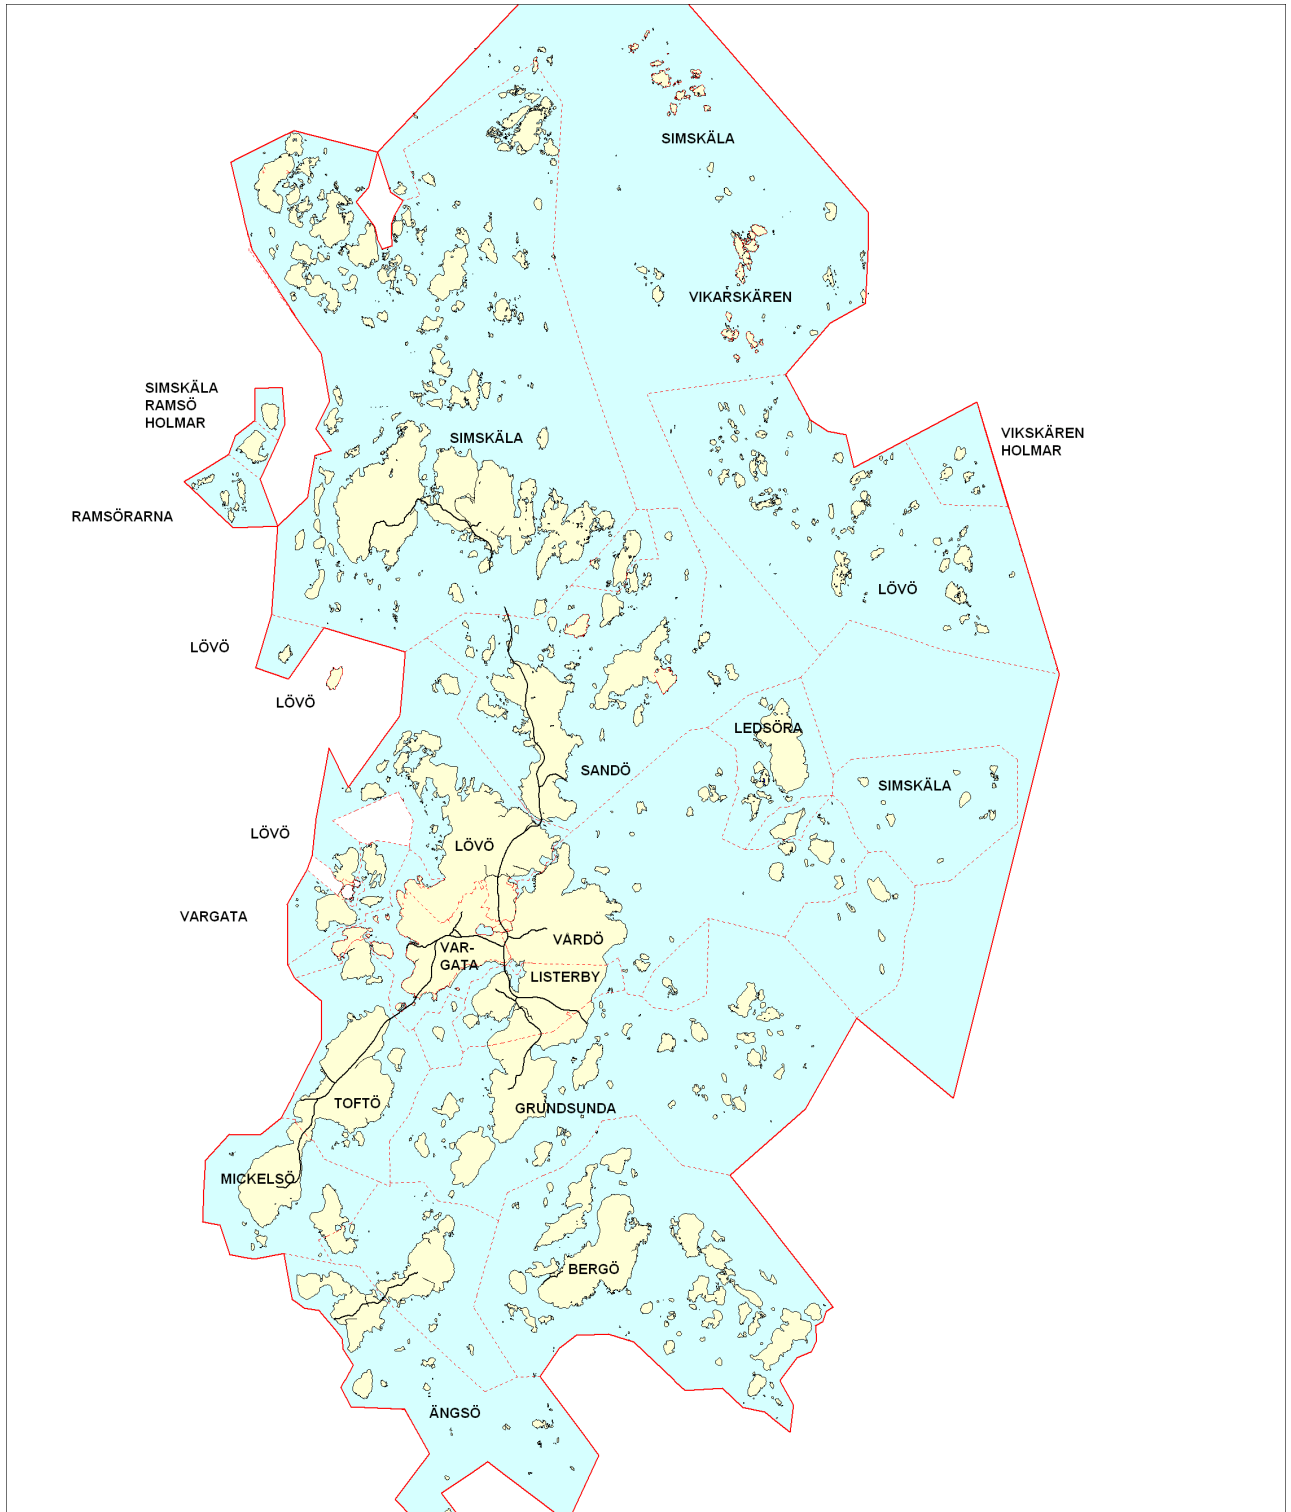 SIMSKÄLA
VIKARSKÄREN
SIMSKÄLA
RAMSÖ
HOLMAR
SIMSKÄLA
VIKSKÄREN
HOLMAR
RAMSÖRARNA
LÖVÖ
LÖVÖ
LÖVÖ
LEDSÖRA
SANDÖ
SIMSKÄLA
LÖVÖ
LÖVÖ
VARGATA
VÅRDÖ
VAR-
GATA
LISTERBY
TOFTÖ
GRUNDSUNDA
MICKELSÖ
BERGÖ
ÄNGSÖ